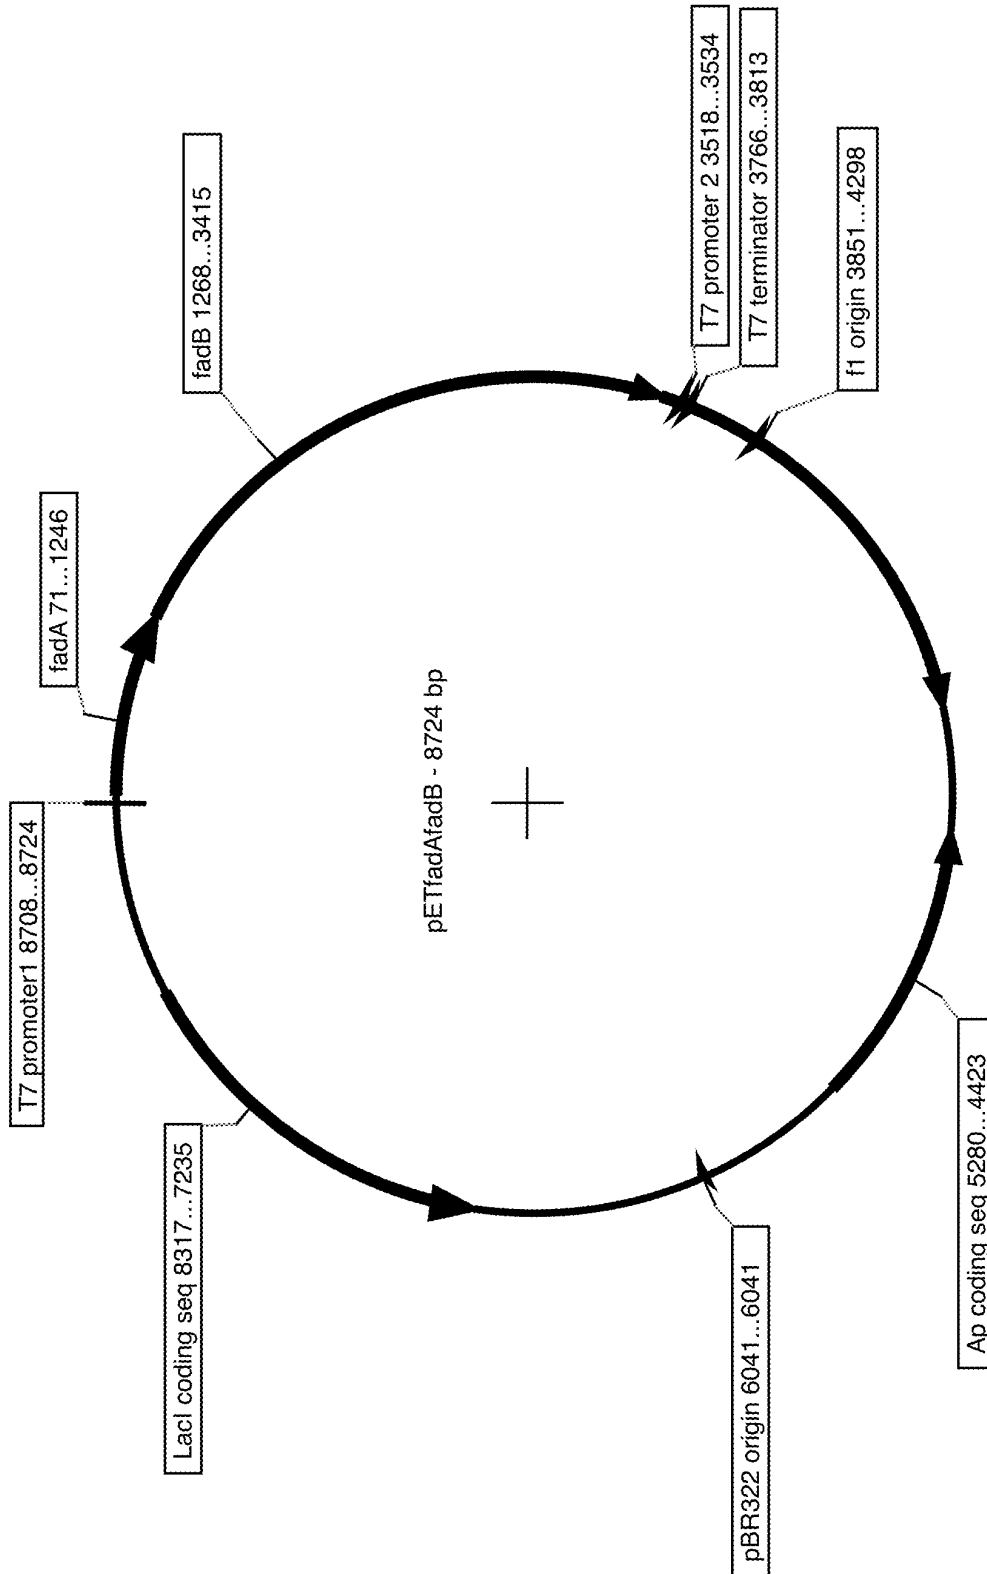 T7 promoter1 8708...8724
fadA 71...1246
fadB 1268...3415
LacI coding seq 8317...7235
pETfadAfadB - 8724 bp
T7 promoter 2 3518...3534
T7 terminator 3766...3813
f1 origin 3851...4298
pBR322 origin 6041...6041
Ap coding seq 5280...4423